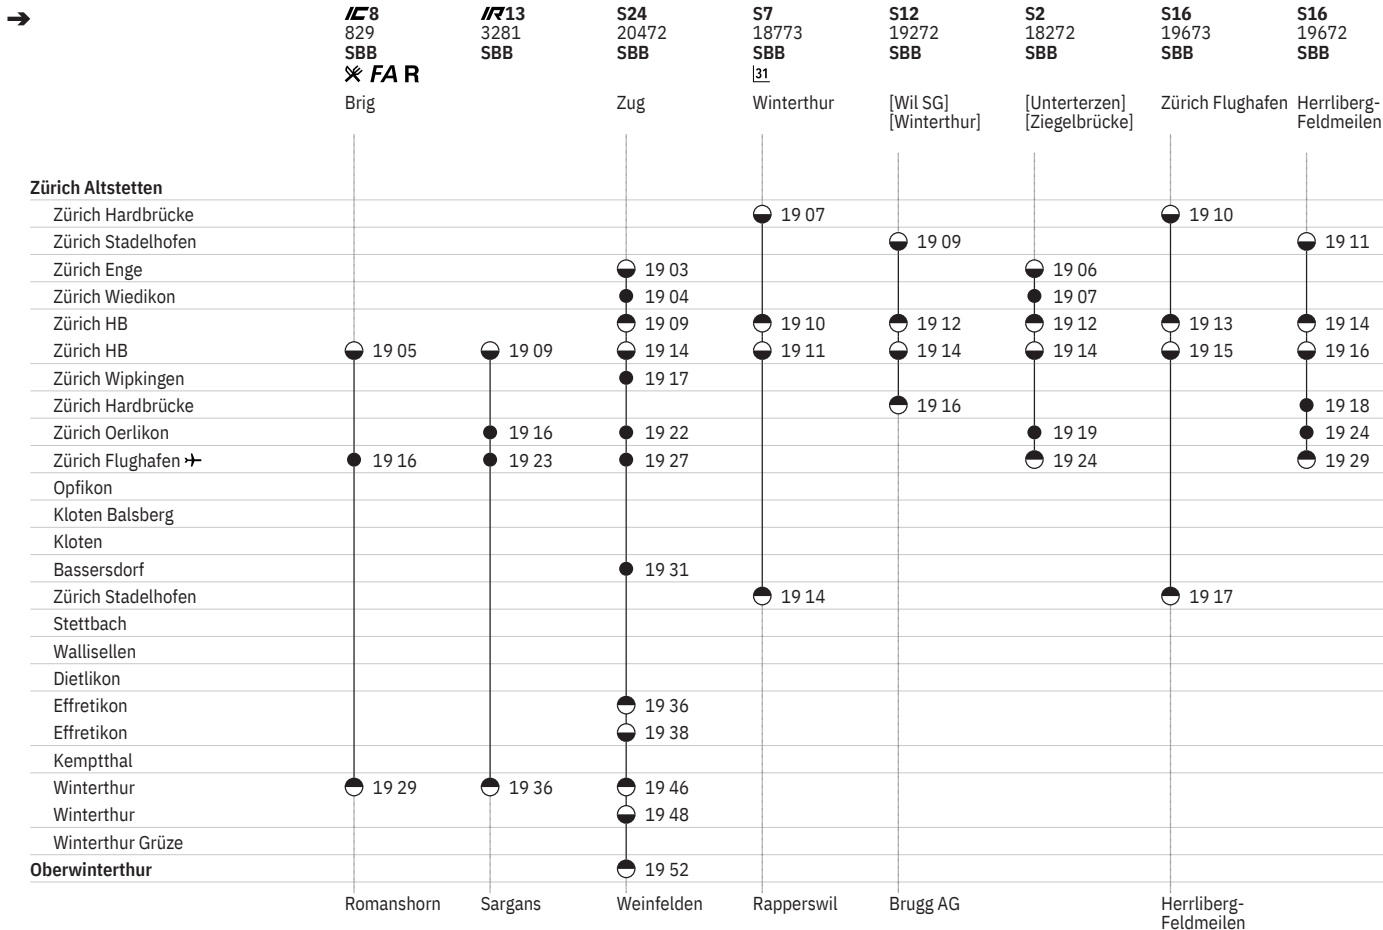 ➔ IC8 IR13 S24 S7 S12 S2 S16 S16
829 3281 20472 18773 19272 18272 19673 19672
SBB SBB SBB SBB SBB SBB SBB SBB
FA R 31
Brig Zug Winterthur [Wil SG] [Unterterzen] Zürich Flughafen Herrliberg-
[Winterthur] [Ziegelbrücke] Feldmeilen
Zürich Altstetten
Zürich Hardbrücke 19 07 19 10
Zürich Stadelhofen 19 09 19 11
Zürich Enge 19 03 19 06
Zürich Wiedikon 19 04 19 07
Zürich HB 19 09 19 10 19 12 19 12 19 13 19 14
Zürich HB 19 05 19 09 19 14 19 11 19 14 19 14 19 15 19 16
Zürich Wipkingen 19 17
Zürich Hardbrücke 19 16 19 18
Zürich Oerlikon 19 16 19 22 19 19 19 24
Zürich Flughafen 19 16 19 23 19 27 19 24 19 29
Opfikon
Kloten Balsberg
Kloten
Bassersdorf 19 31
Zürich Stadelhofen 19 14 19 17
Stettbach
Wallisellen
Dietlikon
Effretikon 19 36
Effretikon 19 38
Kemptthal
Winterthur 19 29 19 36 19 46
Winterthur 19 48
Winterthur Grüze
Oberwinterthur 19 52
Romanshorn Sargans Weinfelden Rapperswil Brugg AG Herrliberg-
Feldmeilen